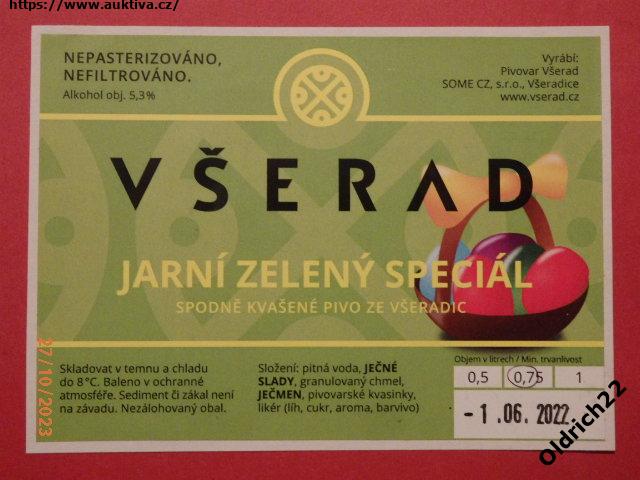 https://www.auktiva.cz/
NEPASTERIZOVÁNO,
NEFILTROVÁNO.
Alkohol obj. 5,3%
Vyrábí:
Pivovar Všerad
SOME CZ, s.r.o., Všeradice
www.vserad.cz
VŠERAD
JARNÍ ZELENÝ SPECIÁL
SPODNĚ KVAŠENÉ PIVO ZE VŠERADIC
Skladovat v temnu a chladu
do 8°C. Baleno v ochranné
atmosféře. Sediment či zákal není
na závadu. Nezálohovaný obal.
Složení: pitná voda, JEČNÉ
SLADY, granulovaný chmel,
JEČMEN, pivovarské kvasinky,
likér (líh, cukr, aroma, barvivo)
Objem v litrech / Min. trvanlivost
0,5 0,75 1
-1.06.2022
27/10/2023
Oldrich22